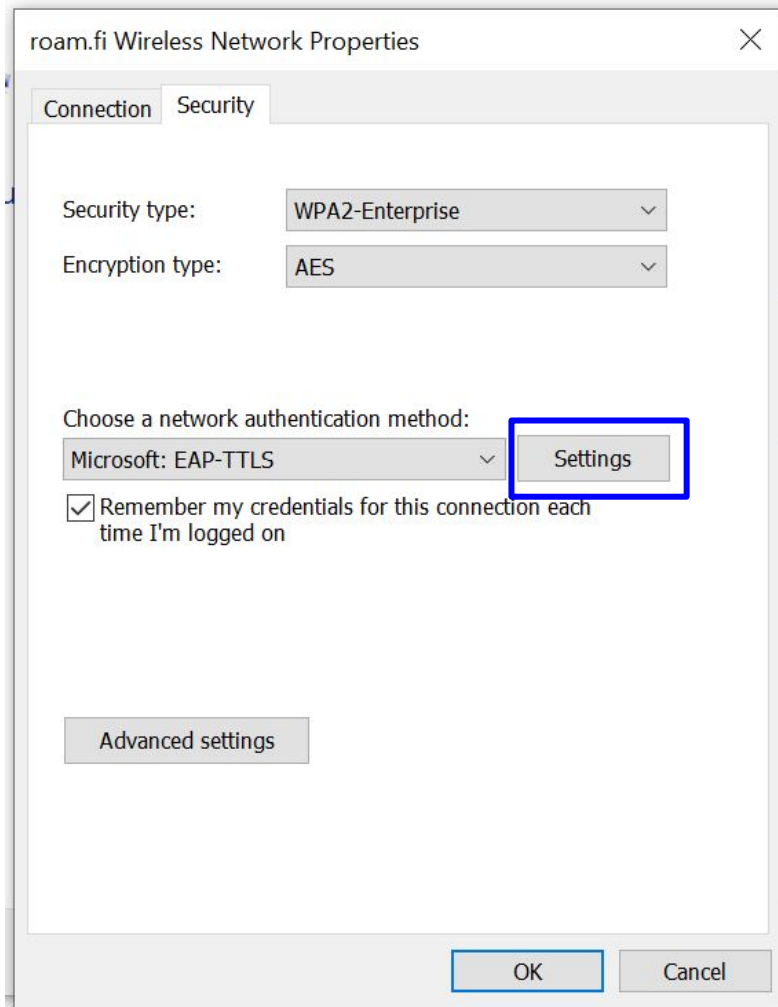 roam.fi Wireless Network Properties
Connection
Security
Security type:
WPA2-Enterprise
Encryption type:
AES
Choose a network authentication method:
Microsoft: EAP-TTLS
Settings
Remember my credentials for this connection each
time I'm logged on
Advanced settings
OK
Cancel